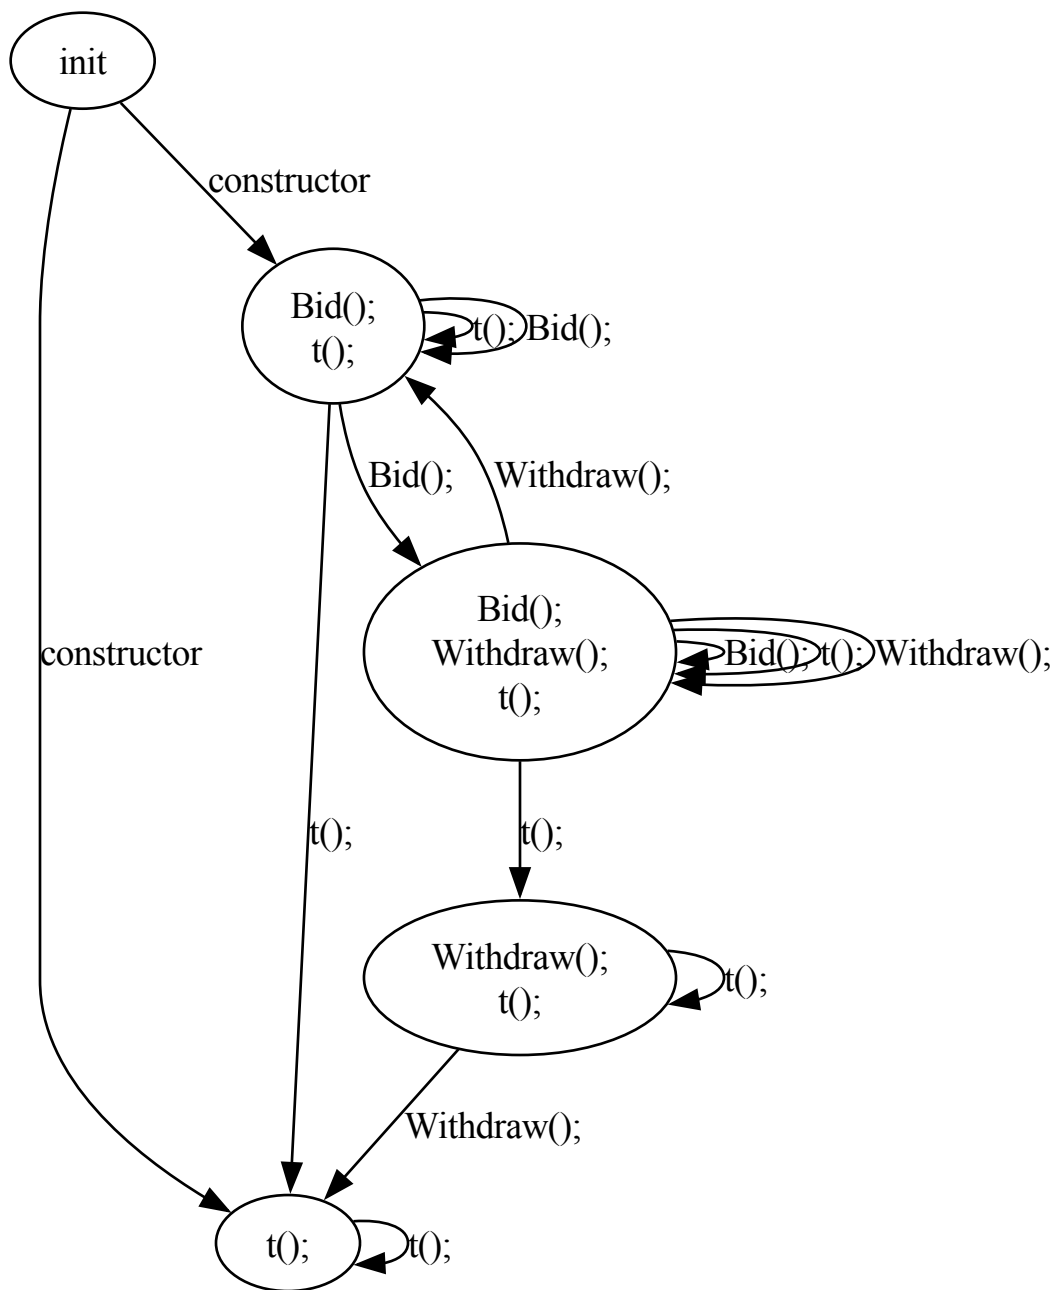 init
constructor
Bid();
t();
t();
Bid();
Bid();
Withdraw();
Bid();
Withdraw();
t();
Bid();
t();
Withdraw();
constructor
t();
t();
Withdraw();
t();
t();
Withdraw();
t();
t();